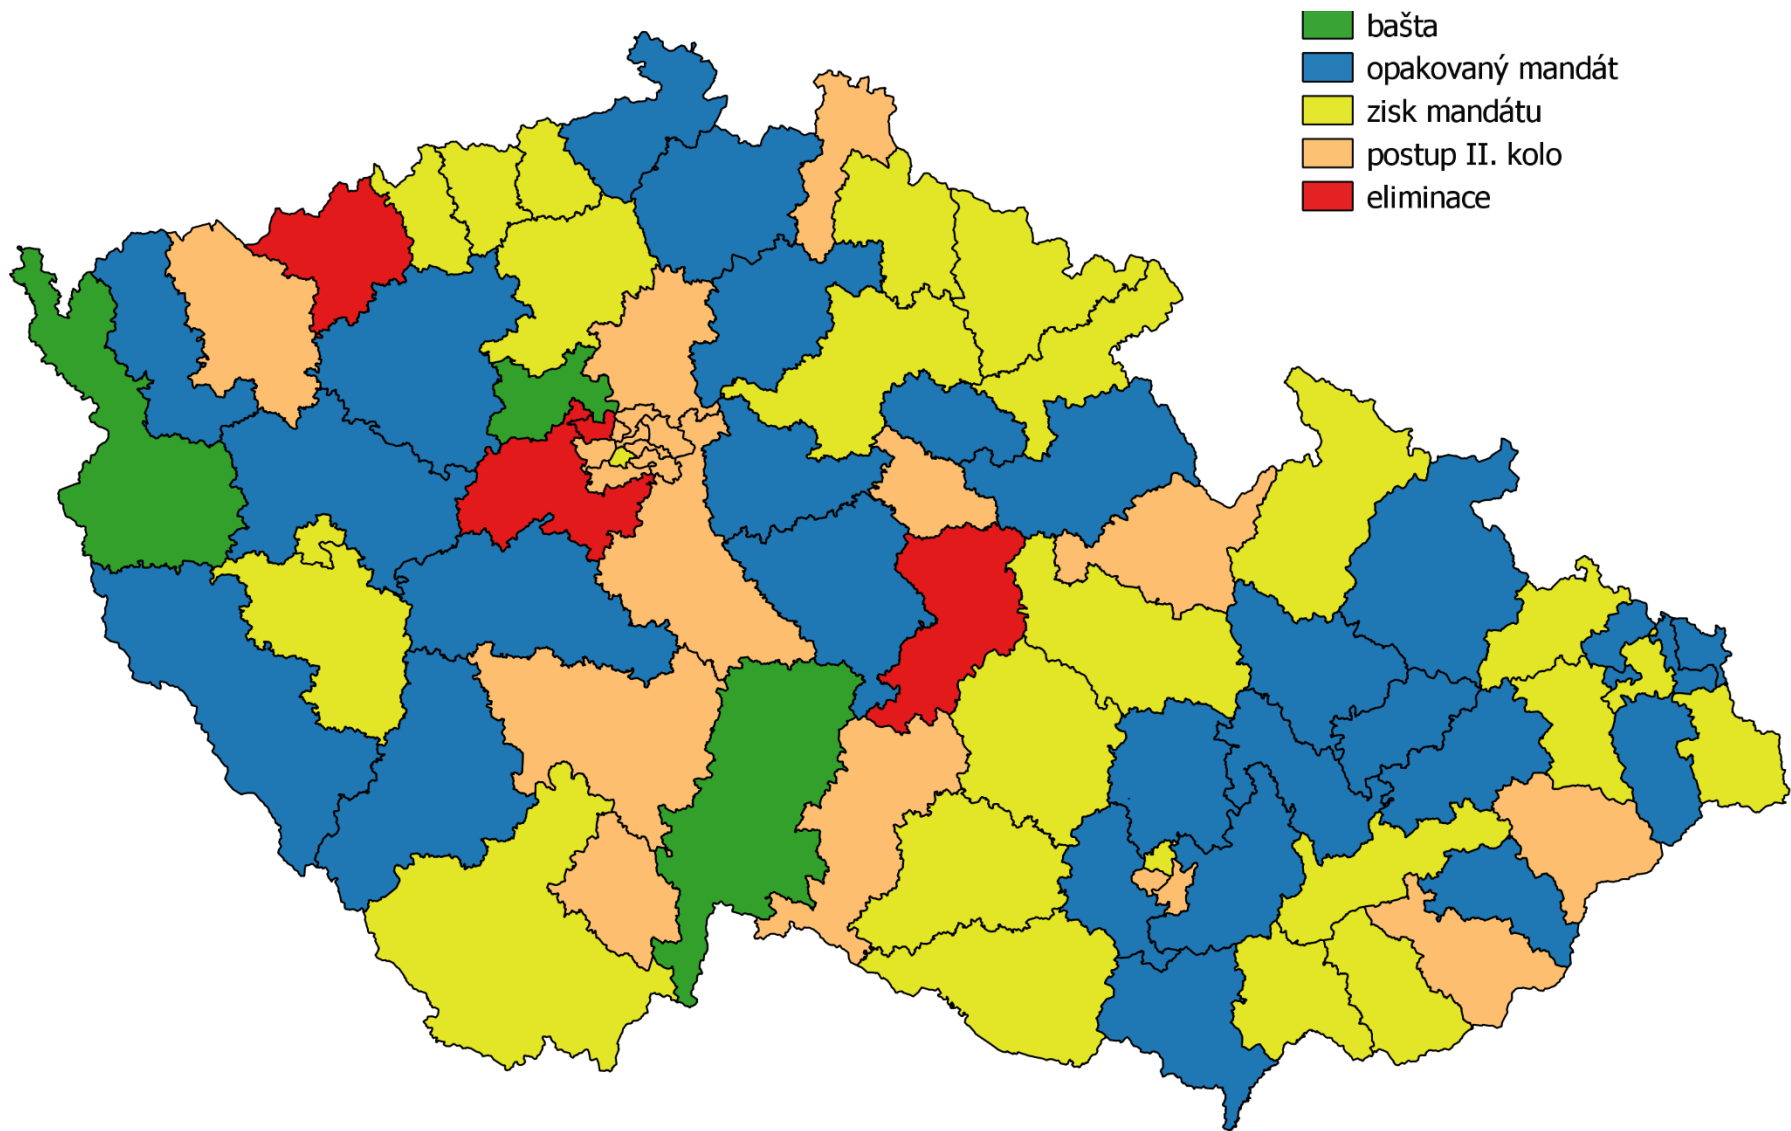 bašta
opakovaný mandát
zisk mandátu
postup II. kolo
eliminace